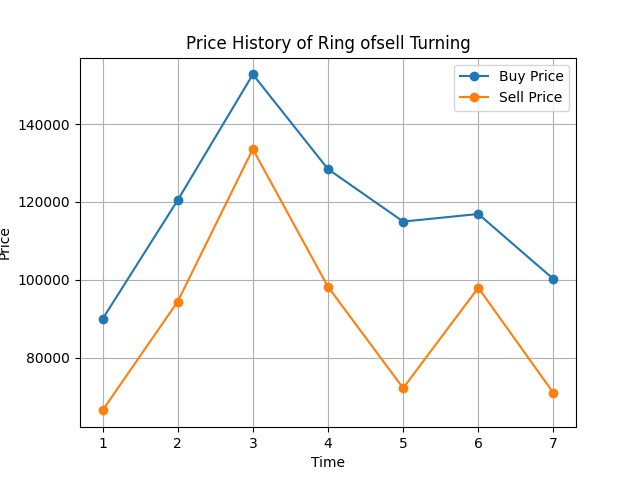 Price History of Ring ofsell Turning
Buy Price
Sell Price
140000
120000
100000
80000
Price
1 2 3 4 5 6 7
Time